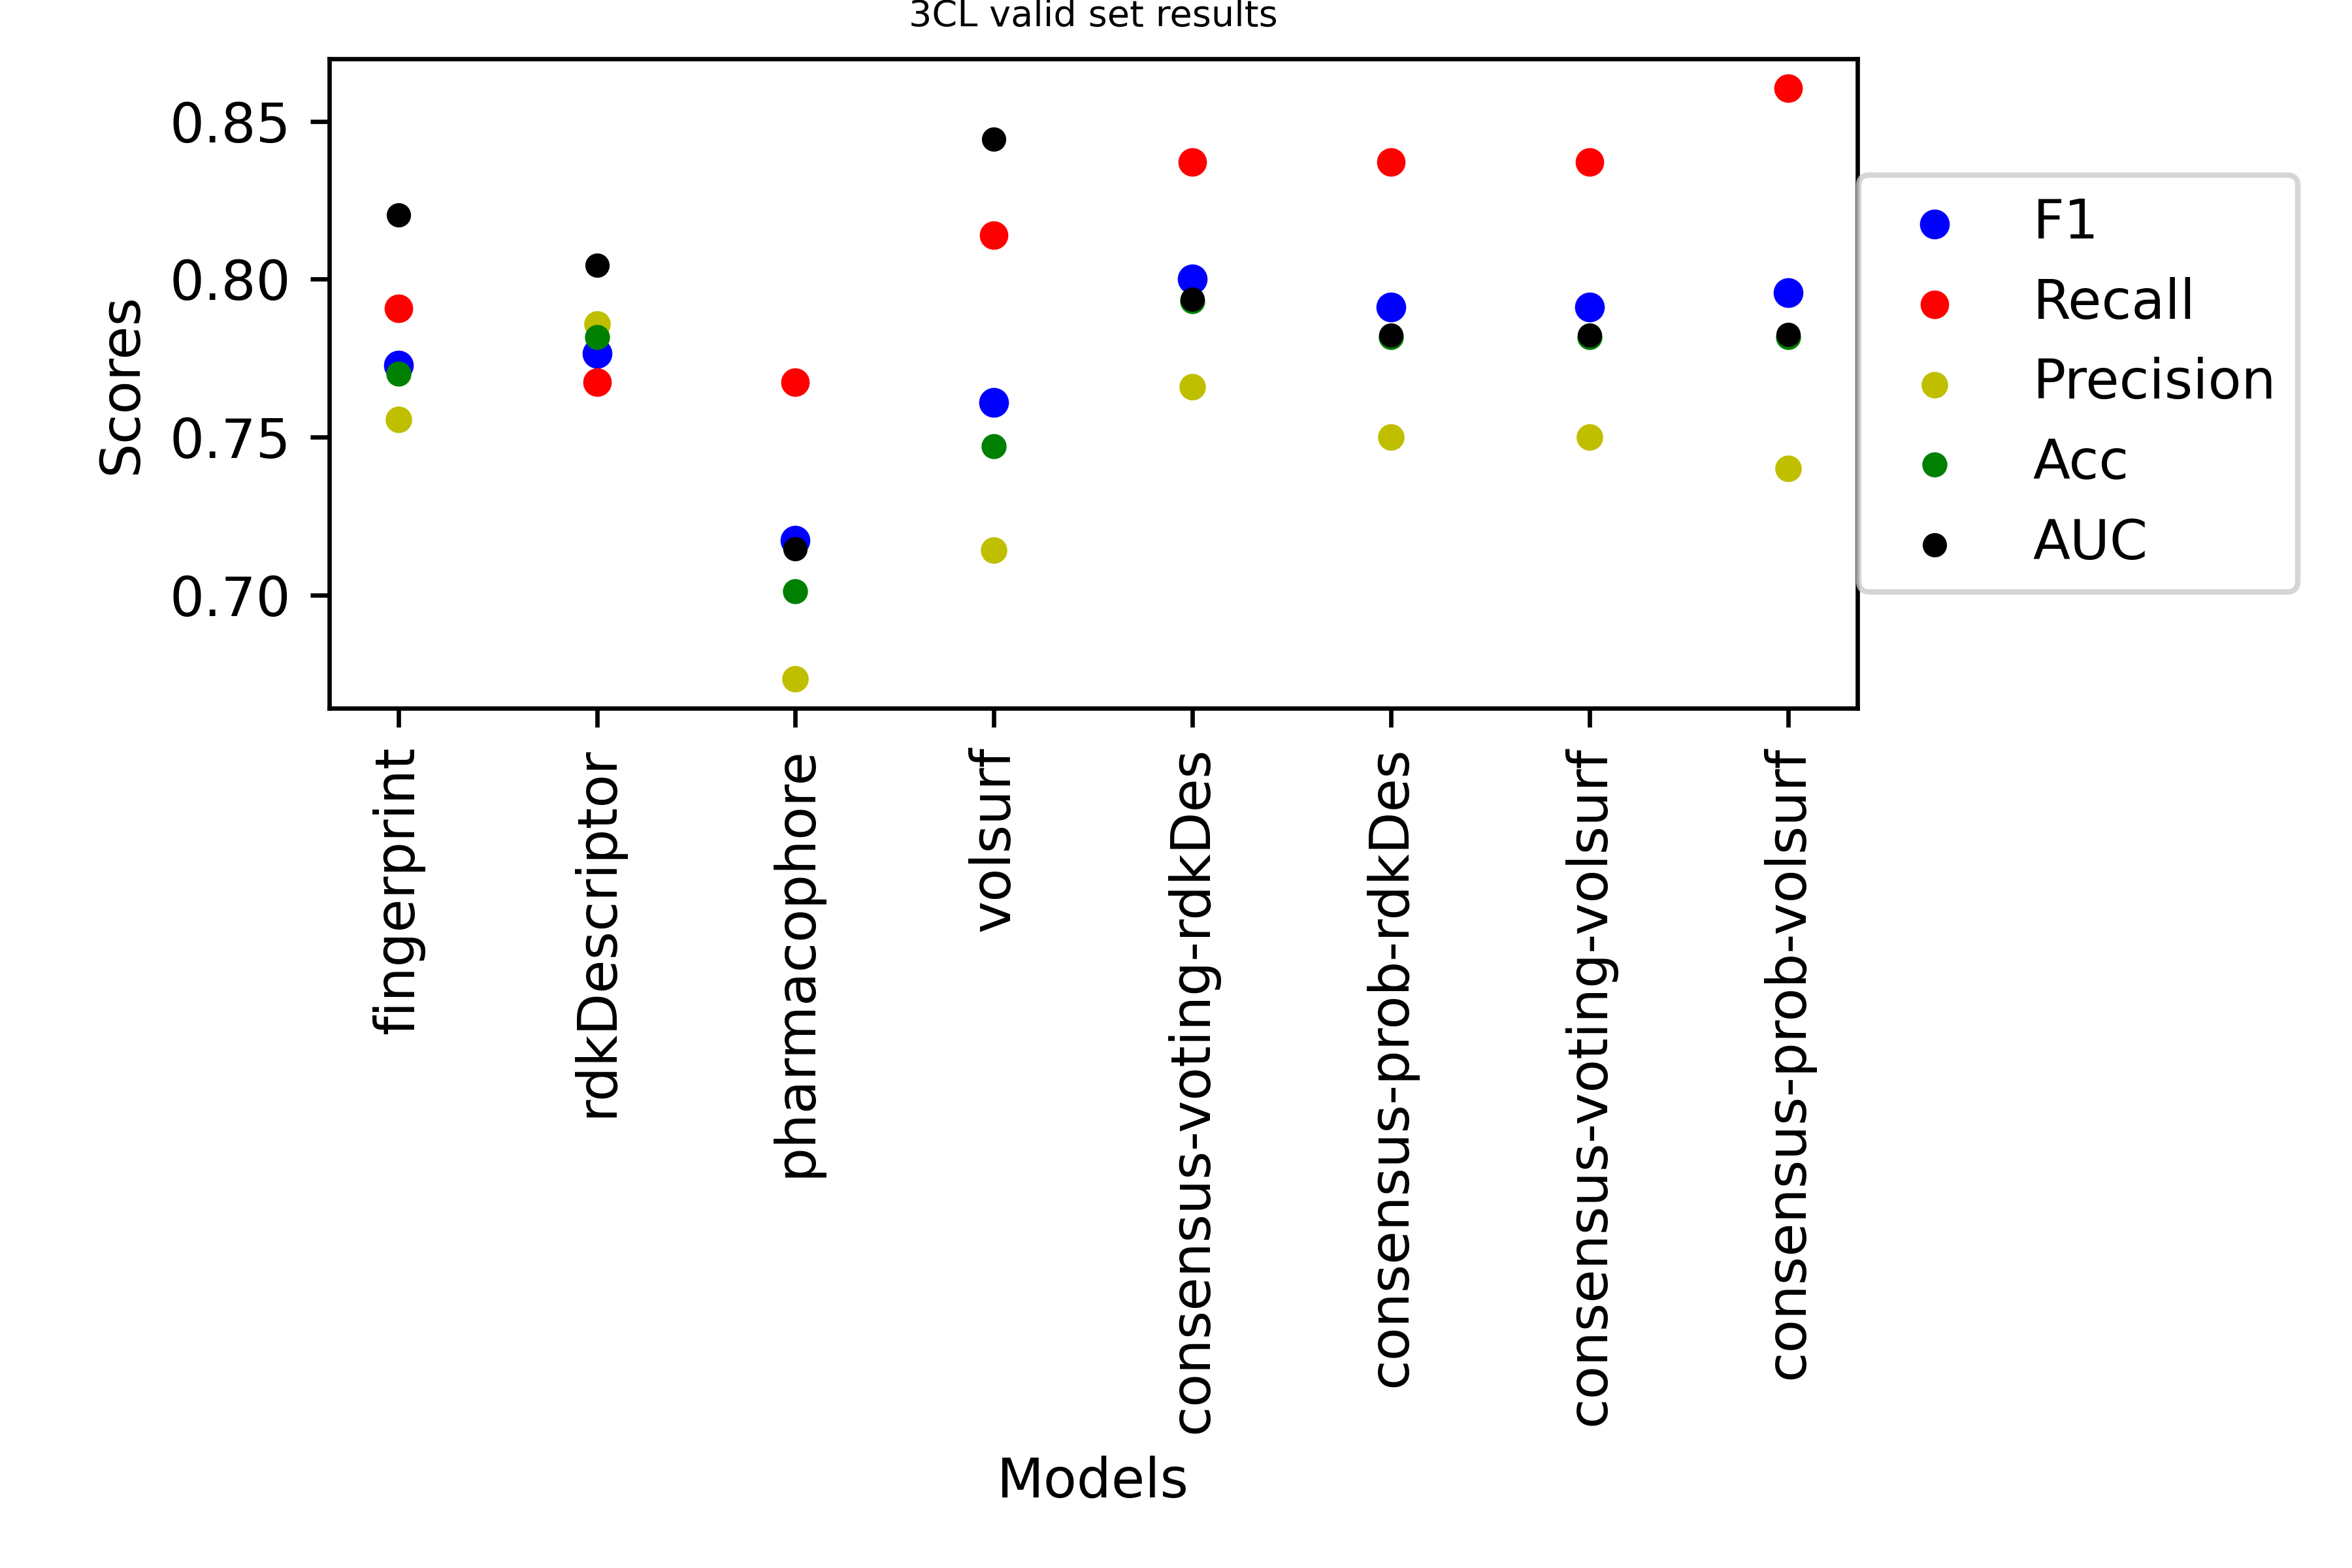 3CL valid set results
Scores
0.85
0.80
0.75
0.70
F1
Recall
Precision
Acc
AUC
fingerprint
rdkDescriptor
pharmacophore
volsurf
consensus-voting-rdkDes
consensus-prob-rdkDes
consensus-voting-volsurf
consensus-prob-volsurf
Models